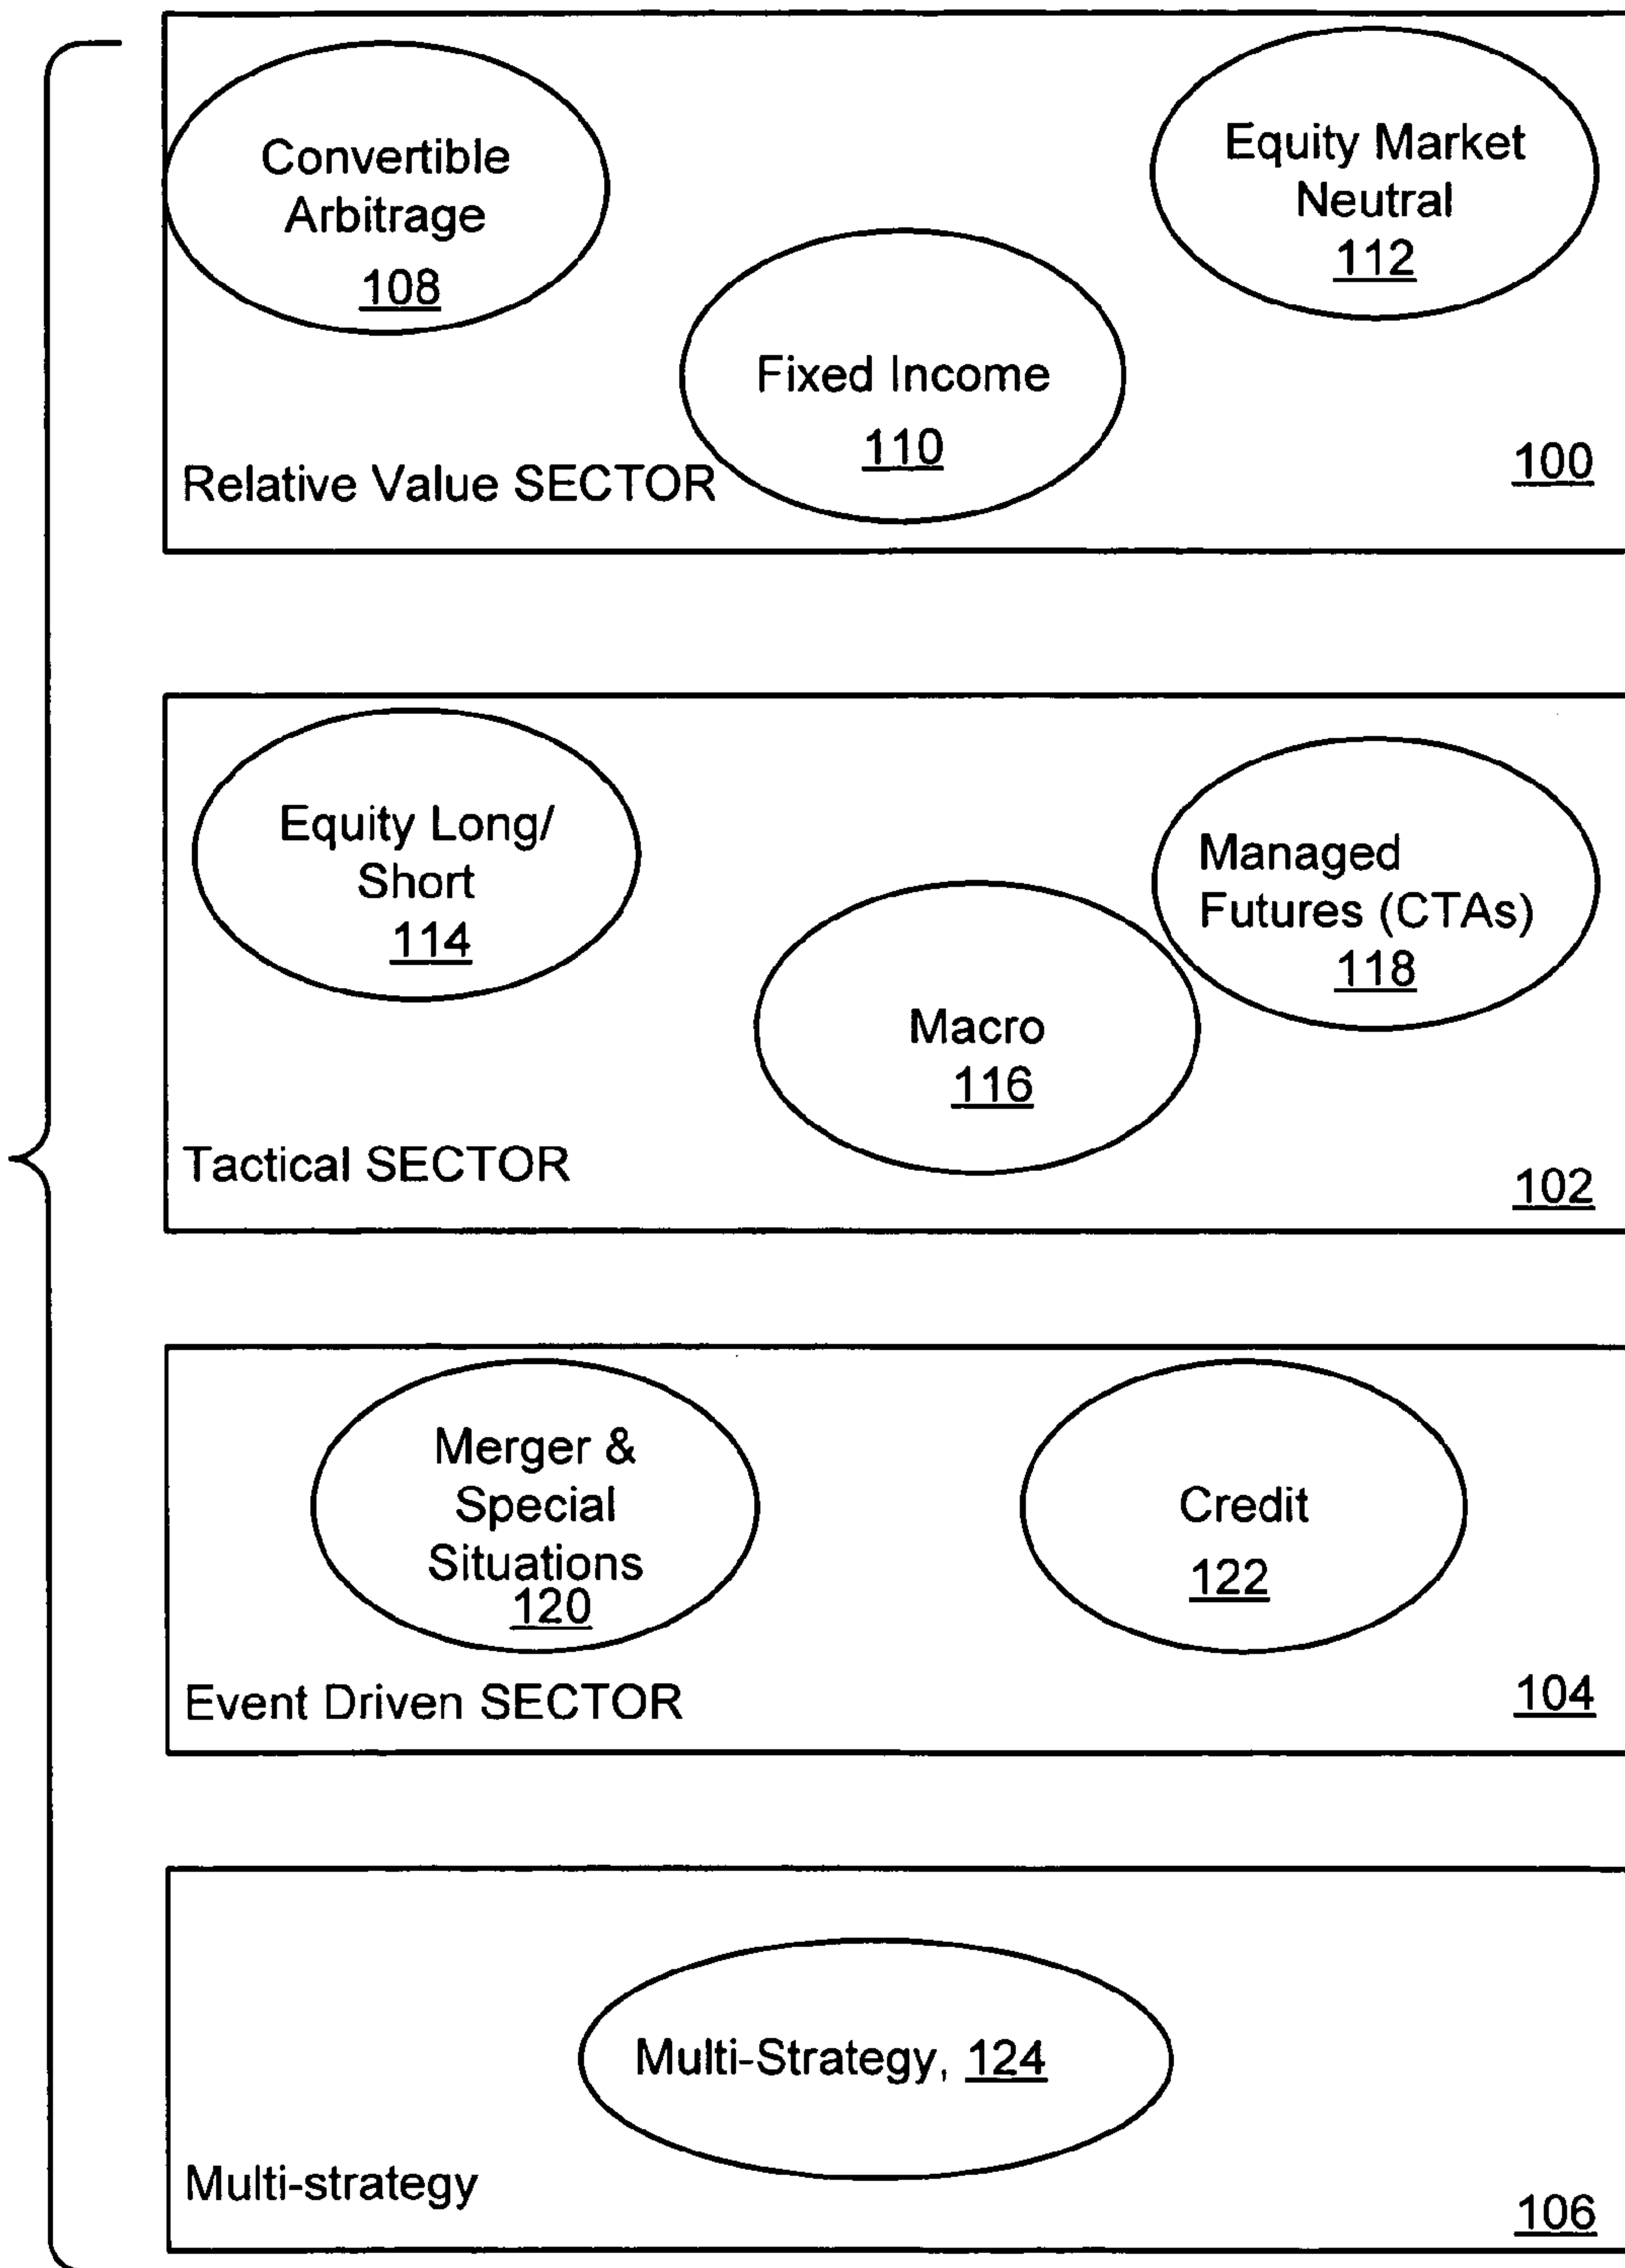 Convertible
Arbitrage
108
Equity Market
Neutral
112
Fixed Income
110
Relative Value SECTOR
100
Equity Long/
Short
114
Managed
Futures (CTAs)
118
Macro
116
Tactical SECTOR
102
Merger &
Special
Situations
120
Credit
122
Event Driven SECTOR
104
Multi-Strategy, 124
Multi-strategy
106